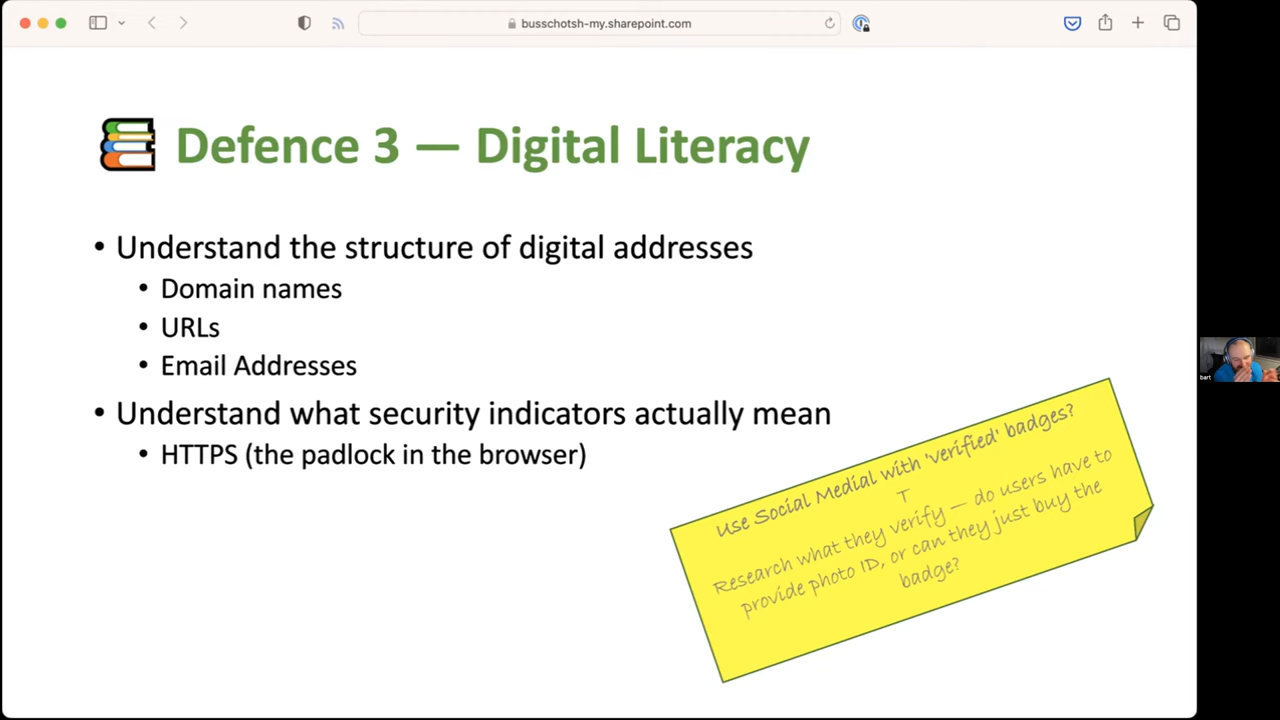 busschotsh-my.sharepoint.com
Defence 3 — Digital Literacy
• Understand the structure of digital addresses
• Domain names
• URLs
• Email Addresses
• Understand what security indicators actually mean
• HTTPS (the padlock in the browser)
Use Social Medial with 'verified' badges?
Research what they verify — do users have to
provide photo ID, or can they just buy the
badge?
bart